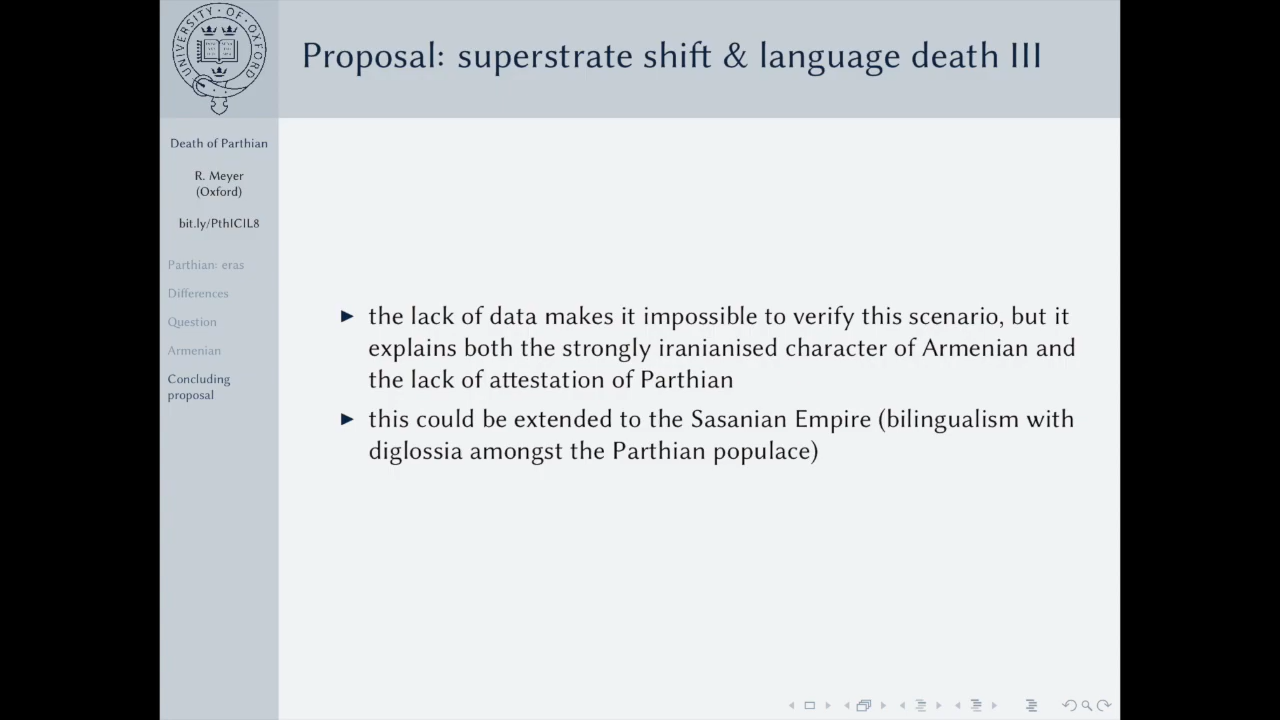 UNIVERSITY OF OXFORD
Proposal: superstrate shift & language death III
Death of Parthian
R. Meyer
(Oxford)
bit.ly/PthICIL8
Parthian: eras
Differences
Question
Armenian
Concluding
proposal
▶ the lack of data makes it impossible to verify this scenario, but it
explains both the strongly iranianised character of Armenian and
the lack of attestation of Parthian
▶ this could be extended to the Sasanian Empire (bilingualism with
diglossia amongst the Parthian populace)